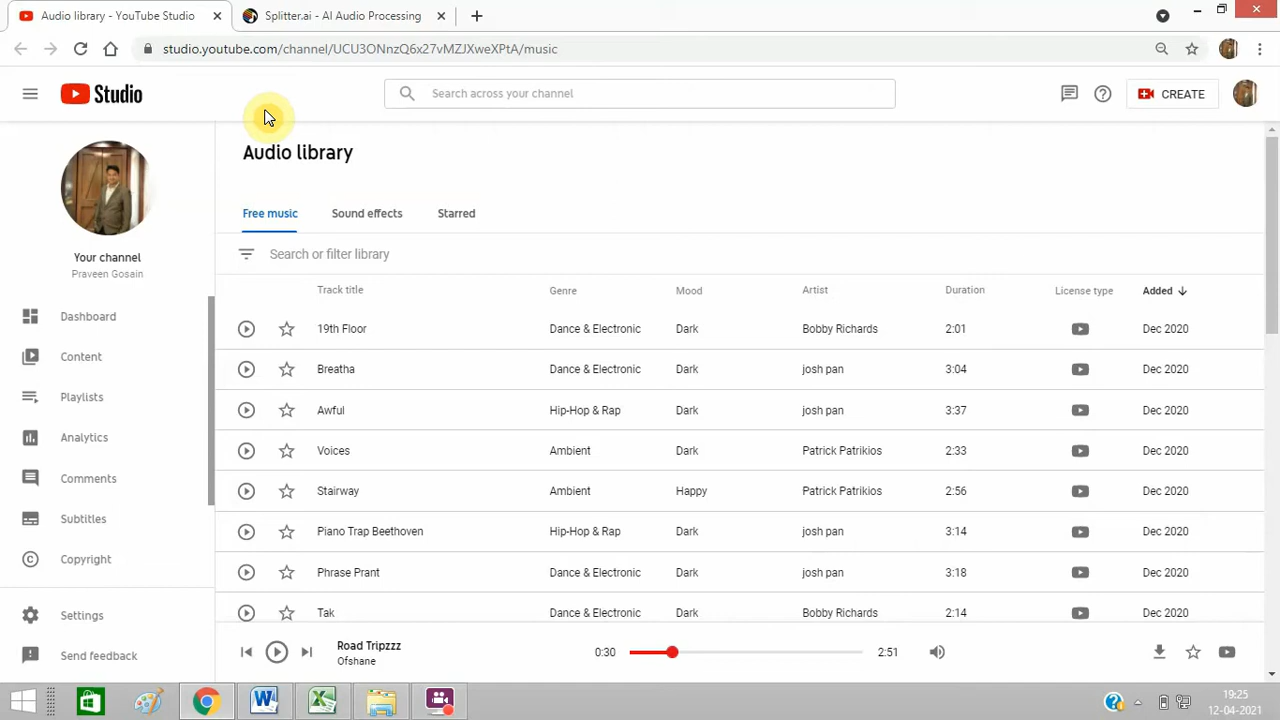 Audio library - YouTube Studio
Splitter.ai - AI Audio Processing
studio.youtube.com/channel/UCU3ONnzQ6x27vMZJXweXPtA/music
Studio
Search across your channel
CREATE
Your channel
Praveen Gosain
Dashboard
Content
Playlists
Analytics
Comments
Subtitles
Copyright
Settings
Send feedback
Audio library
Free music Sound effects Starred
Search or filter library
Track title Genre Mood Artist Duration License type Added
19th Floor Dance & Electronic Dark Bobby Richards 2:01 Dec 2020
Breatha Dance & Electronic Dark josh pan 3:04 Dec 2020
Awful Hip-Hop & Rap Dark josh pan 3:37 Dec 2020
Voices Ambient Dark Patrick Patrikios 2:33 Dec 2020
Stairway Ambient Happy Patrick Patrikios 2:56 Dec 2020
Piano Trap Beethoven Hip-Hop & Rap Dark josh pan 3:14 Dec 2020
Phrase Prant Dance & Electronic Dark josh pan 3:18 Dec 2020
Tak Dance & Electronic Dark Bobby Richards 2:14 Dec 2020
Road Tripzzz
Ofshane
0:30 2:51
19:25
12-04-2021